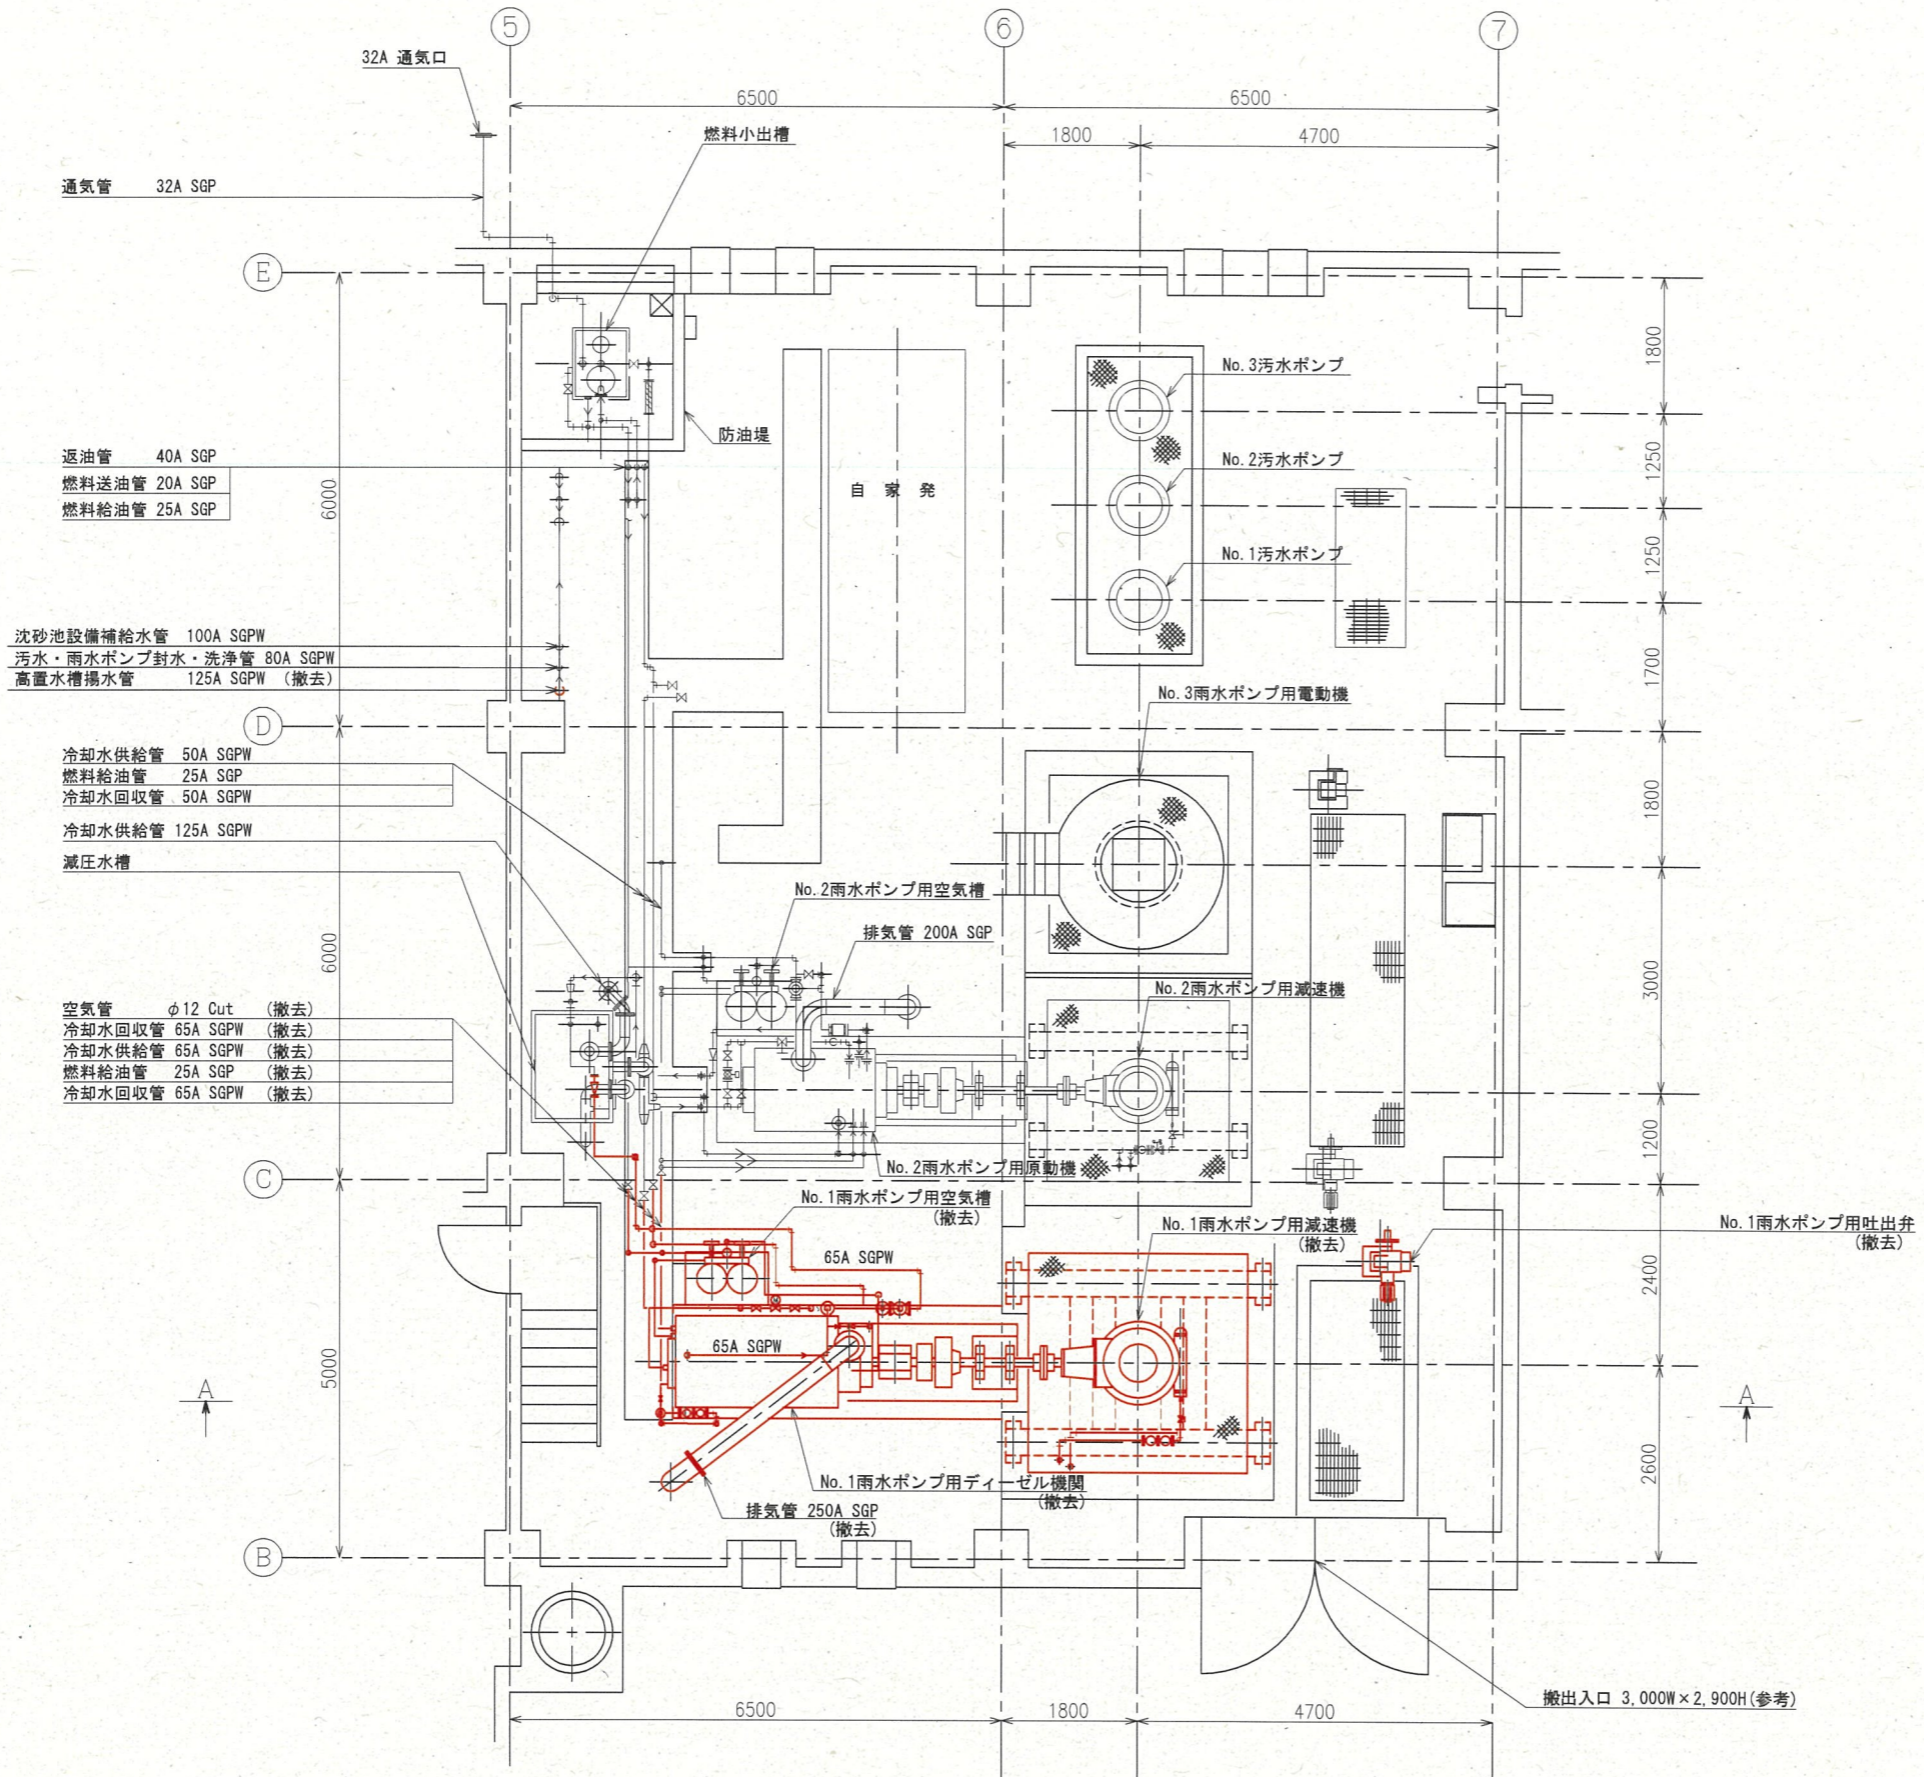 5
6
7
32A 通気口
6500
6500
燃料小出槽
1800
4700
通気管 32A SGP
E
1800
No.3汚水ポンプ
防油堤
返油管 40A SGP
燃料送油管 20A SGP
燃料給油管 25A SGP
6000
自 家 発
No.2汚水ポンプ
1250
No.1汚水ポンプ
1250
沈砂池設備補給水管 100A SGPW
汚水・雨水ポンプ封水・洗浄管 80A SGPW
高置水槽揚水管 125A SGPW (撤去)
1700
No.3雨水ポンプ用電動機
D
冷却水供給管 50A SGPW
燃料給油管 25A SGP
冷却水回収管 50A SGPW
1800
冷却水供給管 125A SGPW
減圧水槽
No.2雨水ポンプ用空気槽
排気管 200A SGP
6000
3000
No.2雨水ポンプ用減速機
空気管 φ12 Cut (撤去)
冷却水回収管 65A SGPW (撤去)
冷却水供給管 65A SGPW (撤去)
燃料給油管 25A SGP (撤去)
冷却水回収管 65A SGPW (撤去)
1200
No.2雨水ポンプ用原動機
C
No.1雨水ポンプ用空気槽
(撤去)
No.1雨水ポンプ用減速機
(撤去)
No.1雨水ポンプ用吐出弁
(撤去)
65A SGPW
2400
65A SGPW
5000
A
A
2600
No.1雨水ポンプ用ディーゼル機関
(撤去)
排気管 250A SGP
(撤去)
B
搬出入口 3,000W×2,900H(参考)
6500
1800
4700